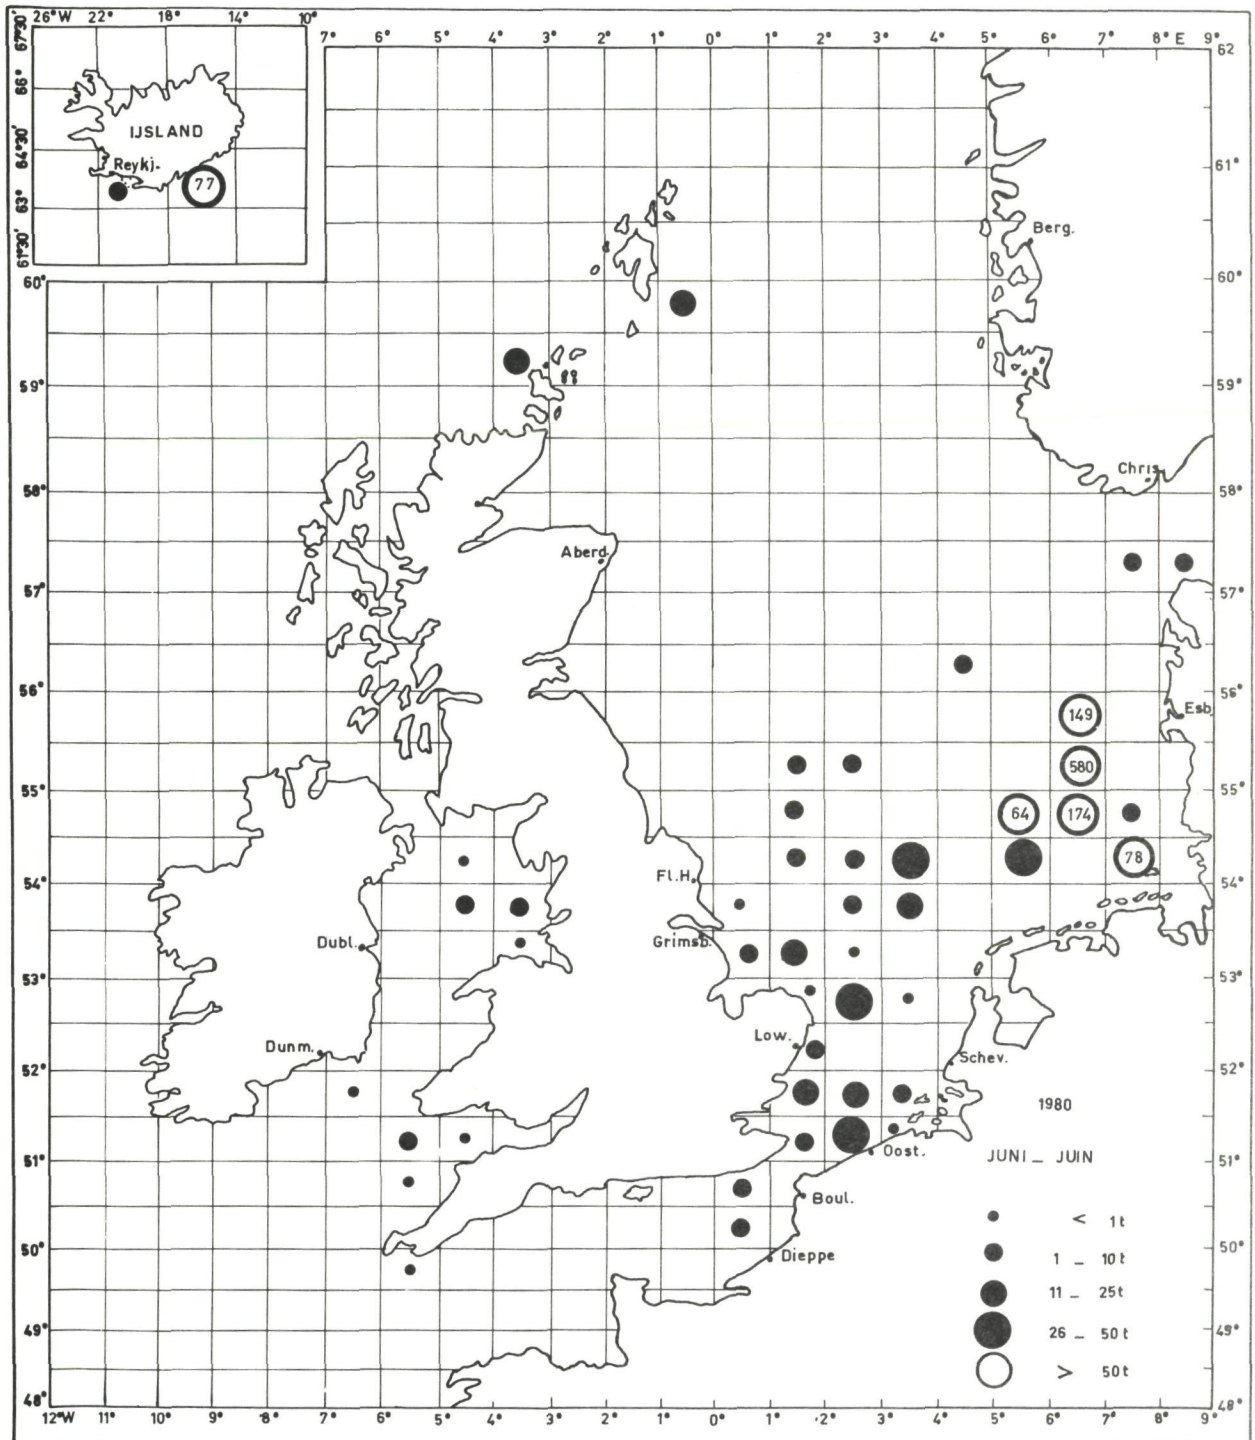 26°W 22° 18° 14° 10°
67°30'
66°
64°30'
63°
61°30'
IJSLAND
Reykj.
77
7° 6° 5° 4° 3° 2° 1° 0° 1° 2° 3° 4° 5° 6° 7° 8° E 9°
62
61°
Berg.
60° 60°
59° 59°
Chris
58° 58°
Aberd.
57° 57°
56° 56°
149
Esb
580
55° 55°
64 174
78
54° 54°
Fl.H.
Dubl.
Grimsb.
53° 53°
Low.
Dunm.
Schev.
52° 52°
1980
Oost.
51° 51°
JUNI _ JUIN
Boul.
< 1t
50° 50°
Dieppe
1 _ 10t
11 _ 25t
49° 49°
26 _ 50t
> 50t
48° 48°
12°W 11° 10° 9° 8° 7° 6° 5° 4° 3° 2° 1° 0° 1° 2° 3° 4° 5° 6° 7° 8° 9°